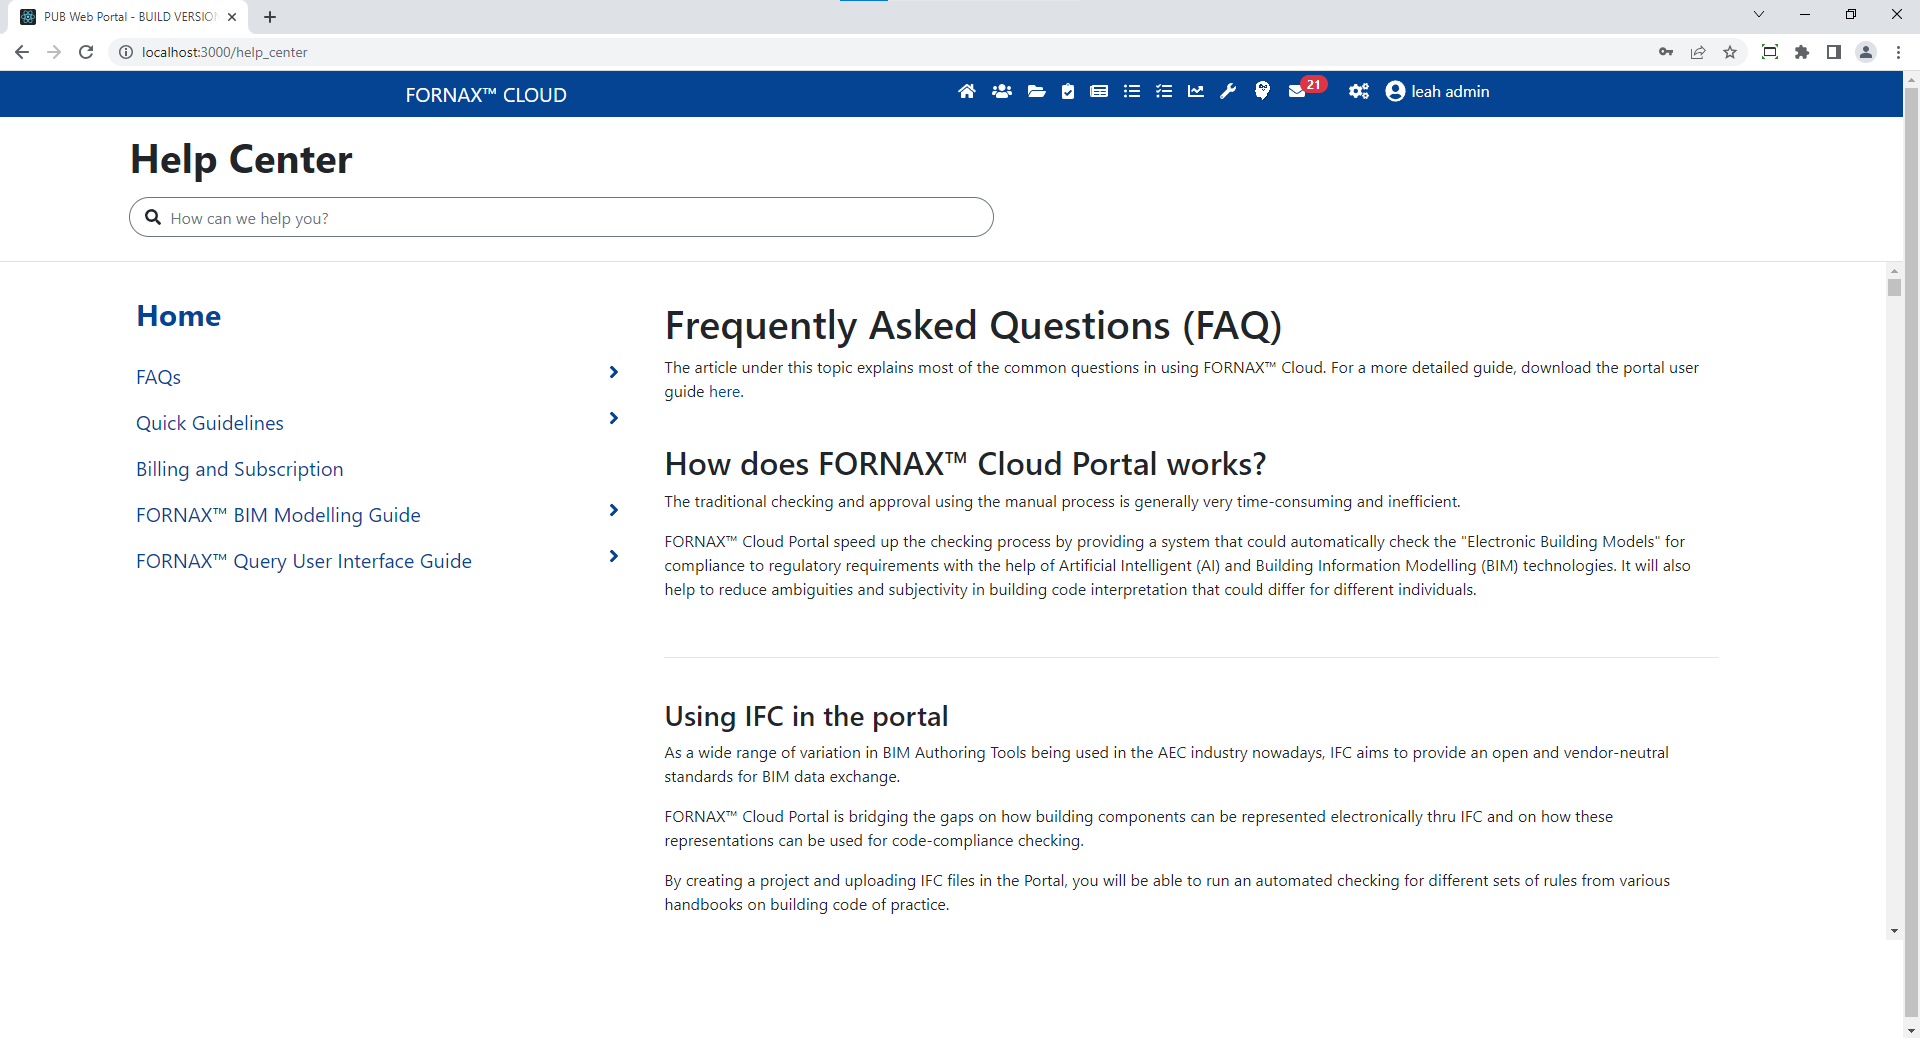 PUB Web Portal - BUILD VERSION
localhost:3000/help_center
FORNAX™ CLOUD
21
leah admin
Help Center
How can we help you?
Home
FAQs
Quick Guidelines
Billing and Subscription
FORNAX™ BIM Modelling Guide
FORNAX™ Query User Interface Guide
Frequently Asked Questions (FAQ)
The article under this topic explains most of the common questions in using FORNAX™ Cloud. For a more detailed guide, download the portal user
guide here.
How does FORNAX™ Cloud Portal works?
The traditional checking and approval using the manual process is generally very time-consuming and inefficient.
FORNAX™ Cloud Portal speed up the checking process by providing a system that could automatically check the "Electronic Building Models" for
compliance to regulatory requirements with the help of Artificial Intelligent (AI) and Building Information Modelling (BIM) technologies. It will also
help to reduce ambiguities and subjectivity in building code interpretation that could differ for different individuals.
Using IFC in the portal
As a wide range of variation in BIM Authoring Tools being used in the AEC industry nowadays, IFC aims to provide an open and vendor-neutral
standards for BIM data exchange.
FORNAX™ Cloud Portal is bridging the gaps on how building components can be represented electronically thru IFC and on how these
representations can be used for code-compliance checking.
By creating a project and uploading IFC files in the Portal, you will be able to run an automated checking for different sets of rules from various
handbooks on building code of practice.